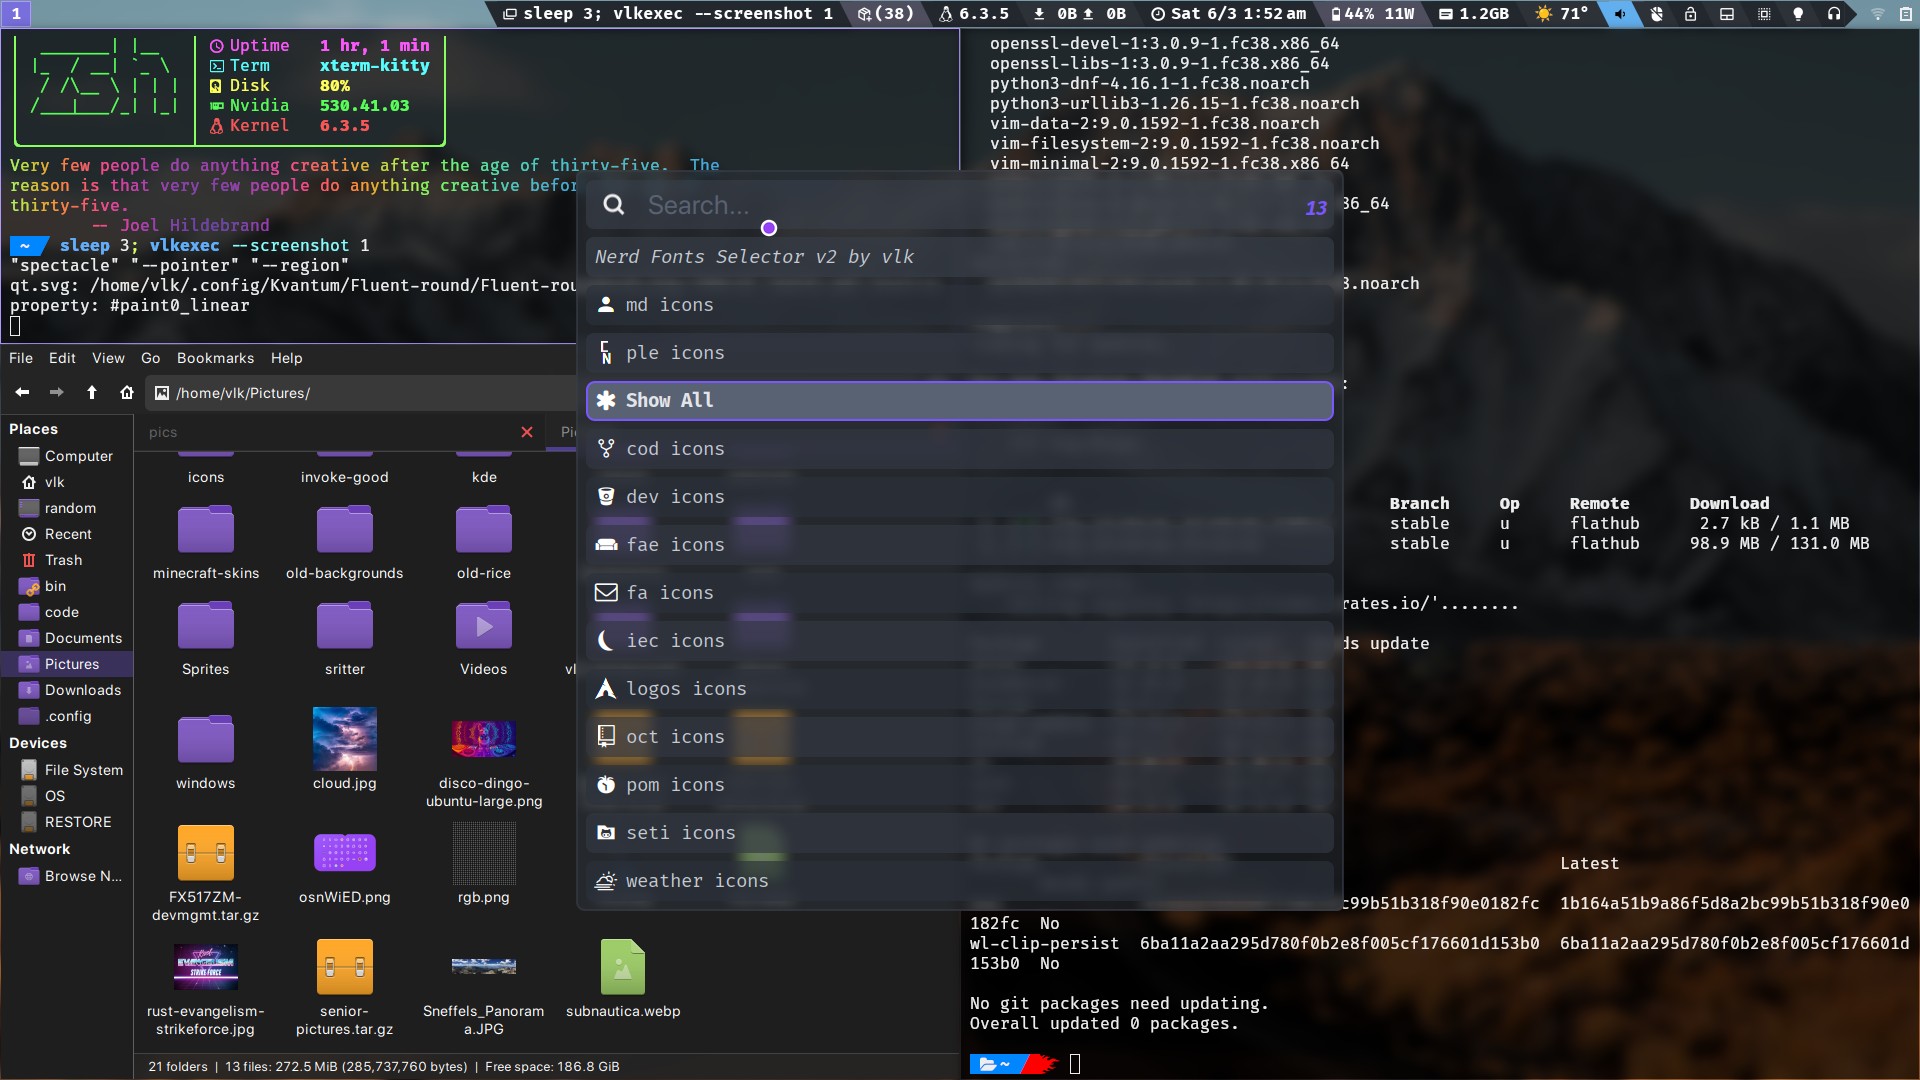 1
sleep 3; vlkexec --screenshot 1
(38)
6.3.5
0B 0B
Sat 6/3 1:52am
44% 11W
1.2GB
71°
Uptime 1 hr, 1 min
Term xterm-kitty
Disk 80%
Nvidia 530.41.03
Kernel 6.3.5
Very few people do anything creative after the age of thirty-five. The
reason is that very few people do anything creative befor
thirty-five.
-- Joel Hildebrand
~ sleep 3; vlkexec --screenshot 1
"spectacle" "--pointer" "--region"
qt.svg: /home/vlk/.config/Kvantum/Fluent-round/Fluent-rou
property: #paint0_linear
File Edit View Go Bookmarks Help
/home/vlk/Pictures/
Places
Computer
vlk
random
Recent
Trash
bin
code
Documents
Pictures
Downloads
.config
Devices
File System
OS
RESTORE
Network
Browse N...
pics
Pi
icons
invoke-good
kde
minecraft-skins
old-backgrounds
old-rice
Sprites
sritter
Videos
vl
windows
cloud.jpg
disco-dingo-
ubuntu-large.png
FX517ZM-
devmgmt.tar.gz
osnWiED.png
rgb.png
rust-evangelism-
strikeforce.jpg
senior-
pictures.tar.gz
Sneffels_Panoram
a.JPG
subnautica.webp
21 folders | 13 files: 272.5 MiB (285,737,760 bytes) | Free space: 186.8 GiB
Search...
13
Nerd Fonts Selector v2 by vlk
md icons
ple icons
Show All
cod icons
dev icons
fae icons
fa icons
iec icons
logos icons
oct icons
pom icons
seti icons
weather icons
openssl-devel-1:3.0.9-1.fc38.x86_64
openssl-libs-1:3.0.9-1.fc38.x86_64
python3-dnf-4.16.1-1.fc38.noarch
python3-urllib3-1.26.15-1.fc38.noarch
vim-data-2:9.0.1592-1.fc38.noarch
vim-filesystem-2:9.0.1592-1.fc38.noarch
vim-minimal-2:9.0.1592-1.fc38.x86_64
86_64
8.noarch
:
Branch Op Remote Download
stable u flathub 2.7 kB / 1.1 MB
stable u flathub 98.9 MB / 131.0 MB
rates.io/'........
ds update
Latest
c99b51b318f90e0182fc 1b164a51b9a86f5d8a2bc99b51b318f90e0
182fc No
wl-clip-persist 6ba11a2aa295d780f0b2e8f005cf176601d153b0 6ba11a2aa295d780f0b2e8f005cf176601d
153b0 No
No git packages need updating.
Overall updated 0 packages.
~